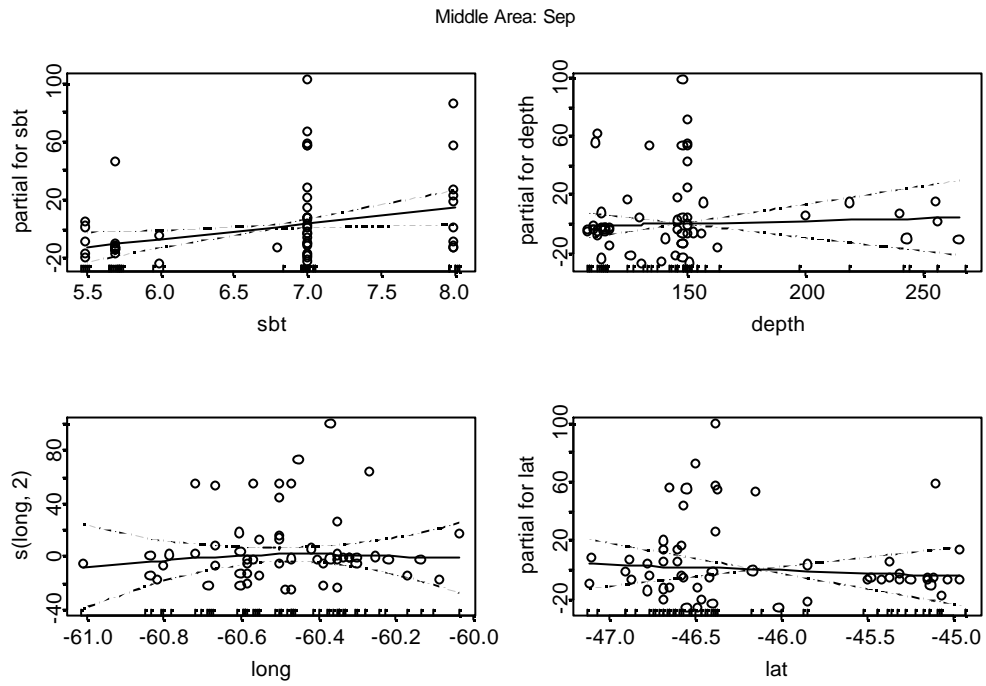 Middle Area: Sep
partial for sbt
-20 20 60 100
5.5 6.0 6.5 7.0 7.5 8.0
sbt
partial for depth
-20 20 60 100
150 200 250
depth
s(long, 2)
-40 0 40 80
-61.0 -60.8 -60.6 -60.4 -60.2 -60.0
long
partial for lat
-20 20 60 100
-47.0 -46.5 -46.0 -45.5 -45.0
lat